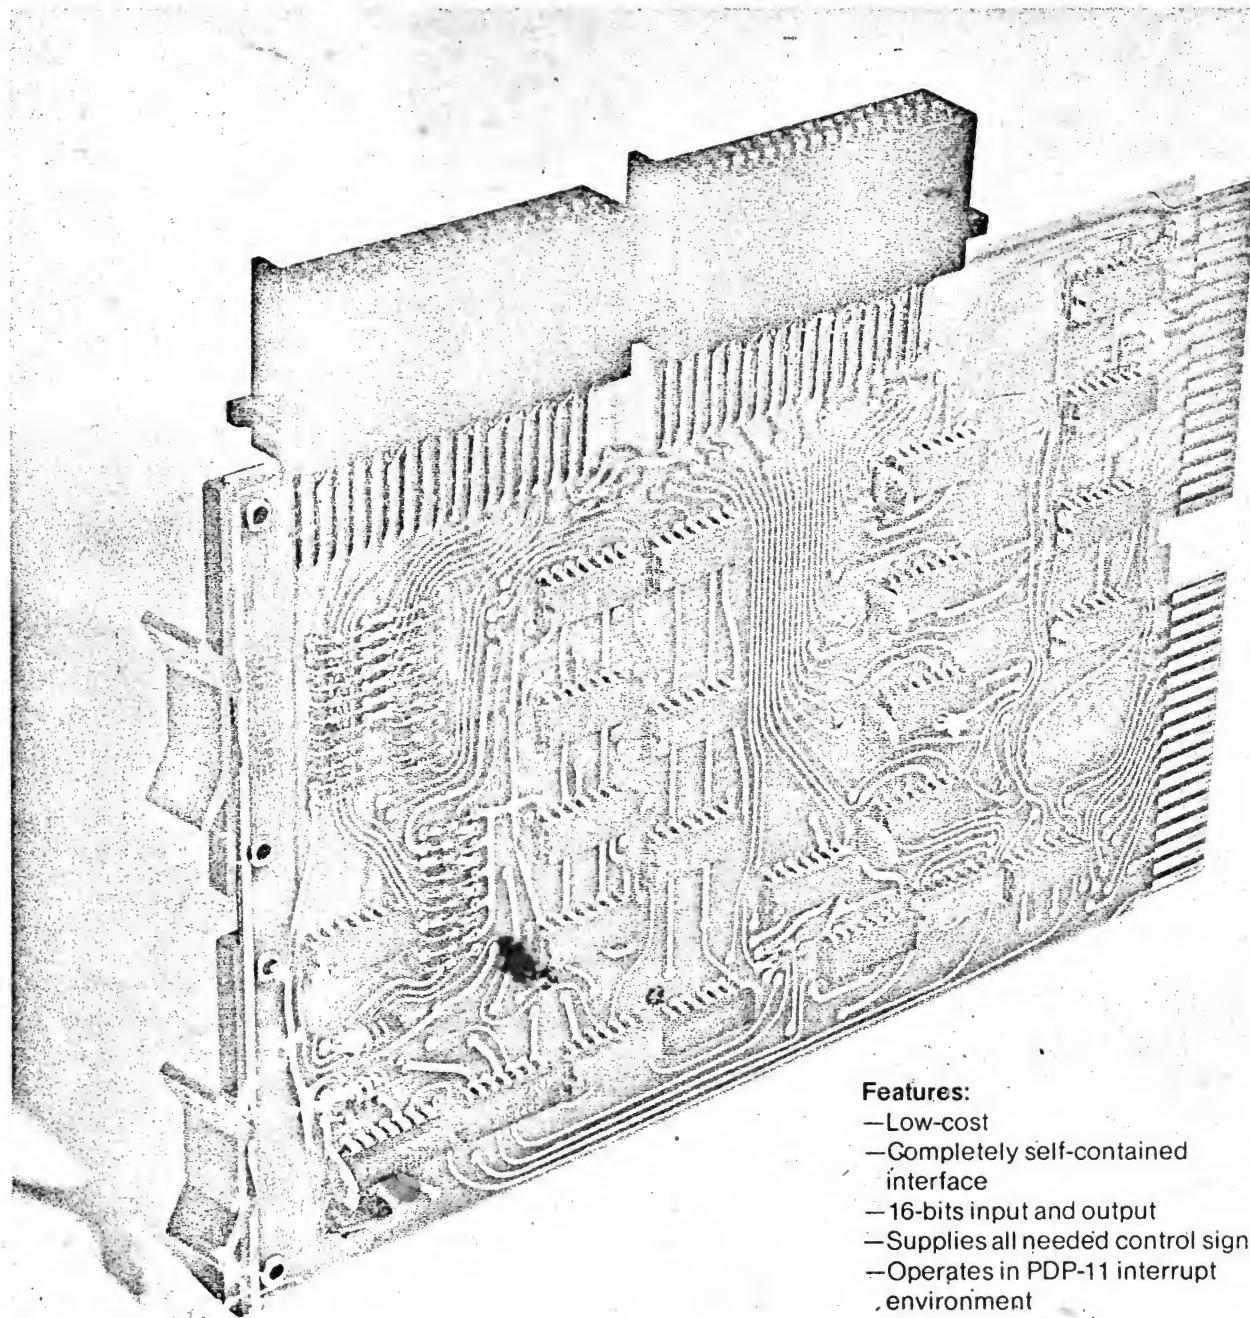 Features:
—Low-cost
—Completely self-contained
interface
—16-bits input and output
—Supplies all needed control sign
—Operates in PDP-11 interrupt
environment